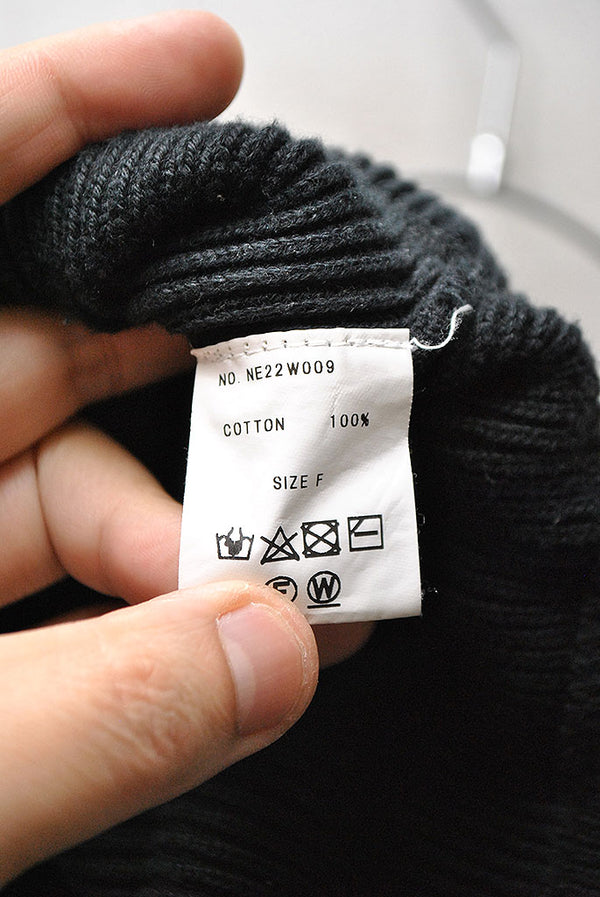 NO. NE22W009
COTTON 100%
SIZE F
W